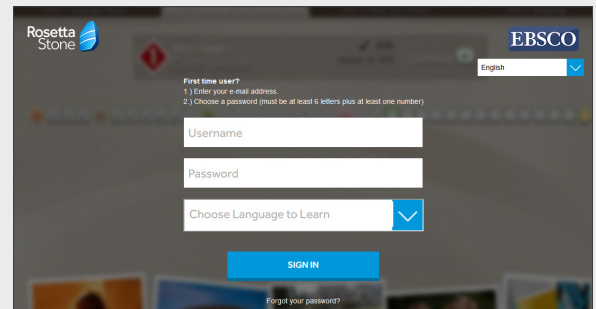 Rosetta
Stone
EBSCO
English
First time user?
1.) Enter your e-mail address.
2.) Choose a password (must be at least 6 letters plus at least one number)
Username
Password
Choose Language to Learn
SIGN IN
Forgot your password?